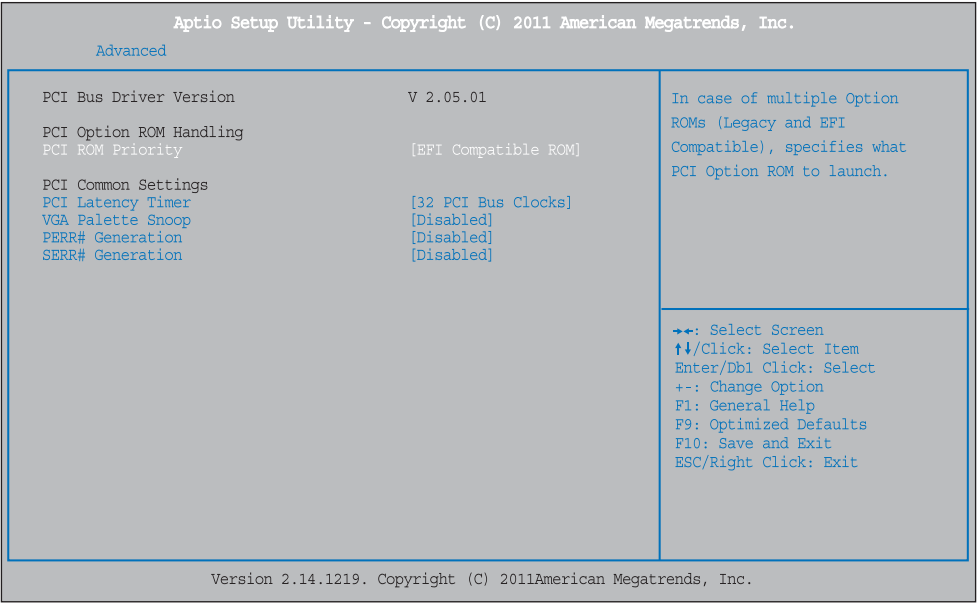 Aptio Setup Utility - Copyright (C) 2011 American Megatrends, Inc.
Advanced
PCI Bus Driver Version V 2.05.01
PCI Option ROM Handling
PCI ROM Priority [EFI Compatible ROM]
PCI Common Settings
PCI Latency Timer [32 PCI Bus Clocks]
VGA Palette Snoop [Disabled]
PERR# Generation [Disabled]
SERR# Generation [Disabled]
In case of multiple Option
ROMs (Legacy and EFI
Compatible), specifies what
PCI Option ROM to launch.
→←: Select Screen
↑↓/Click: Select Item
Enter/Db1 Click: Select
+-: Change Option
F1: General Help
F9: Optimized Defaults
F10: Save and Exit
ESC/Right Click: Exit
Version 2.14.1219. Copyright (C) 2011American Megatrends, Inc.